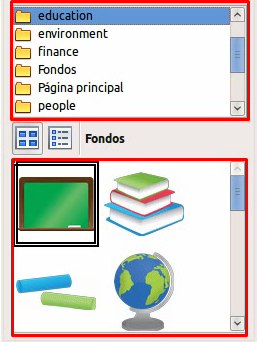 education
environment
finance
Fondos
Página principal
people
Fondos